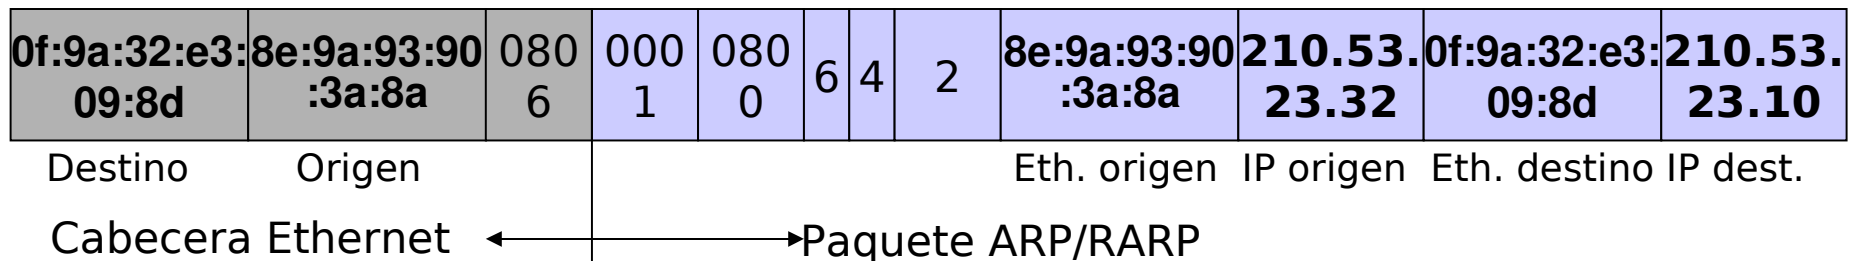 0f:9a:32:e3:
09:8d
8e:9a:93:90
:3a:8a
080
6
000
1
080
0
6
4
2
8e:9a:93:90
:3a:8a
210.53.
23.32
0f:9a:32:e3:
09:8d
210.53.
23.10
Destino
Origen
Eth. origen
IP origen
Eth. destino
IP dest.
Cabecera Ethernet
Paquete ARP/RARP